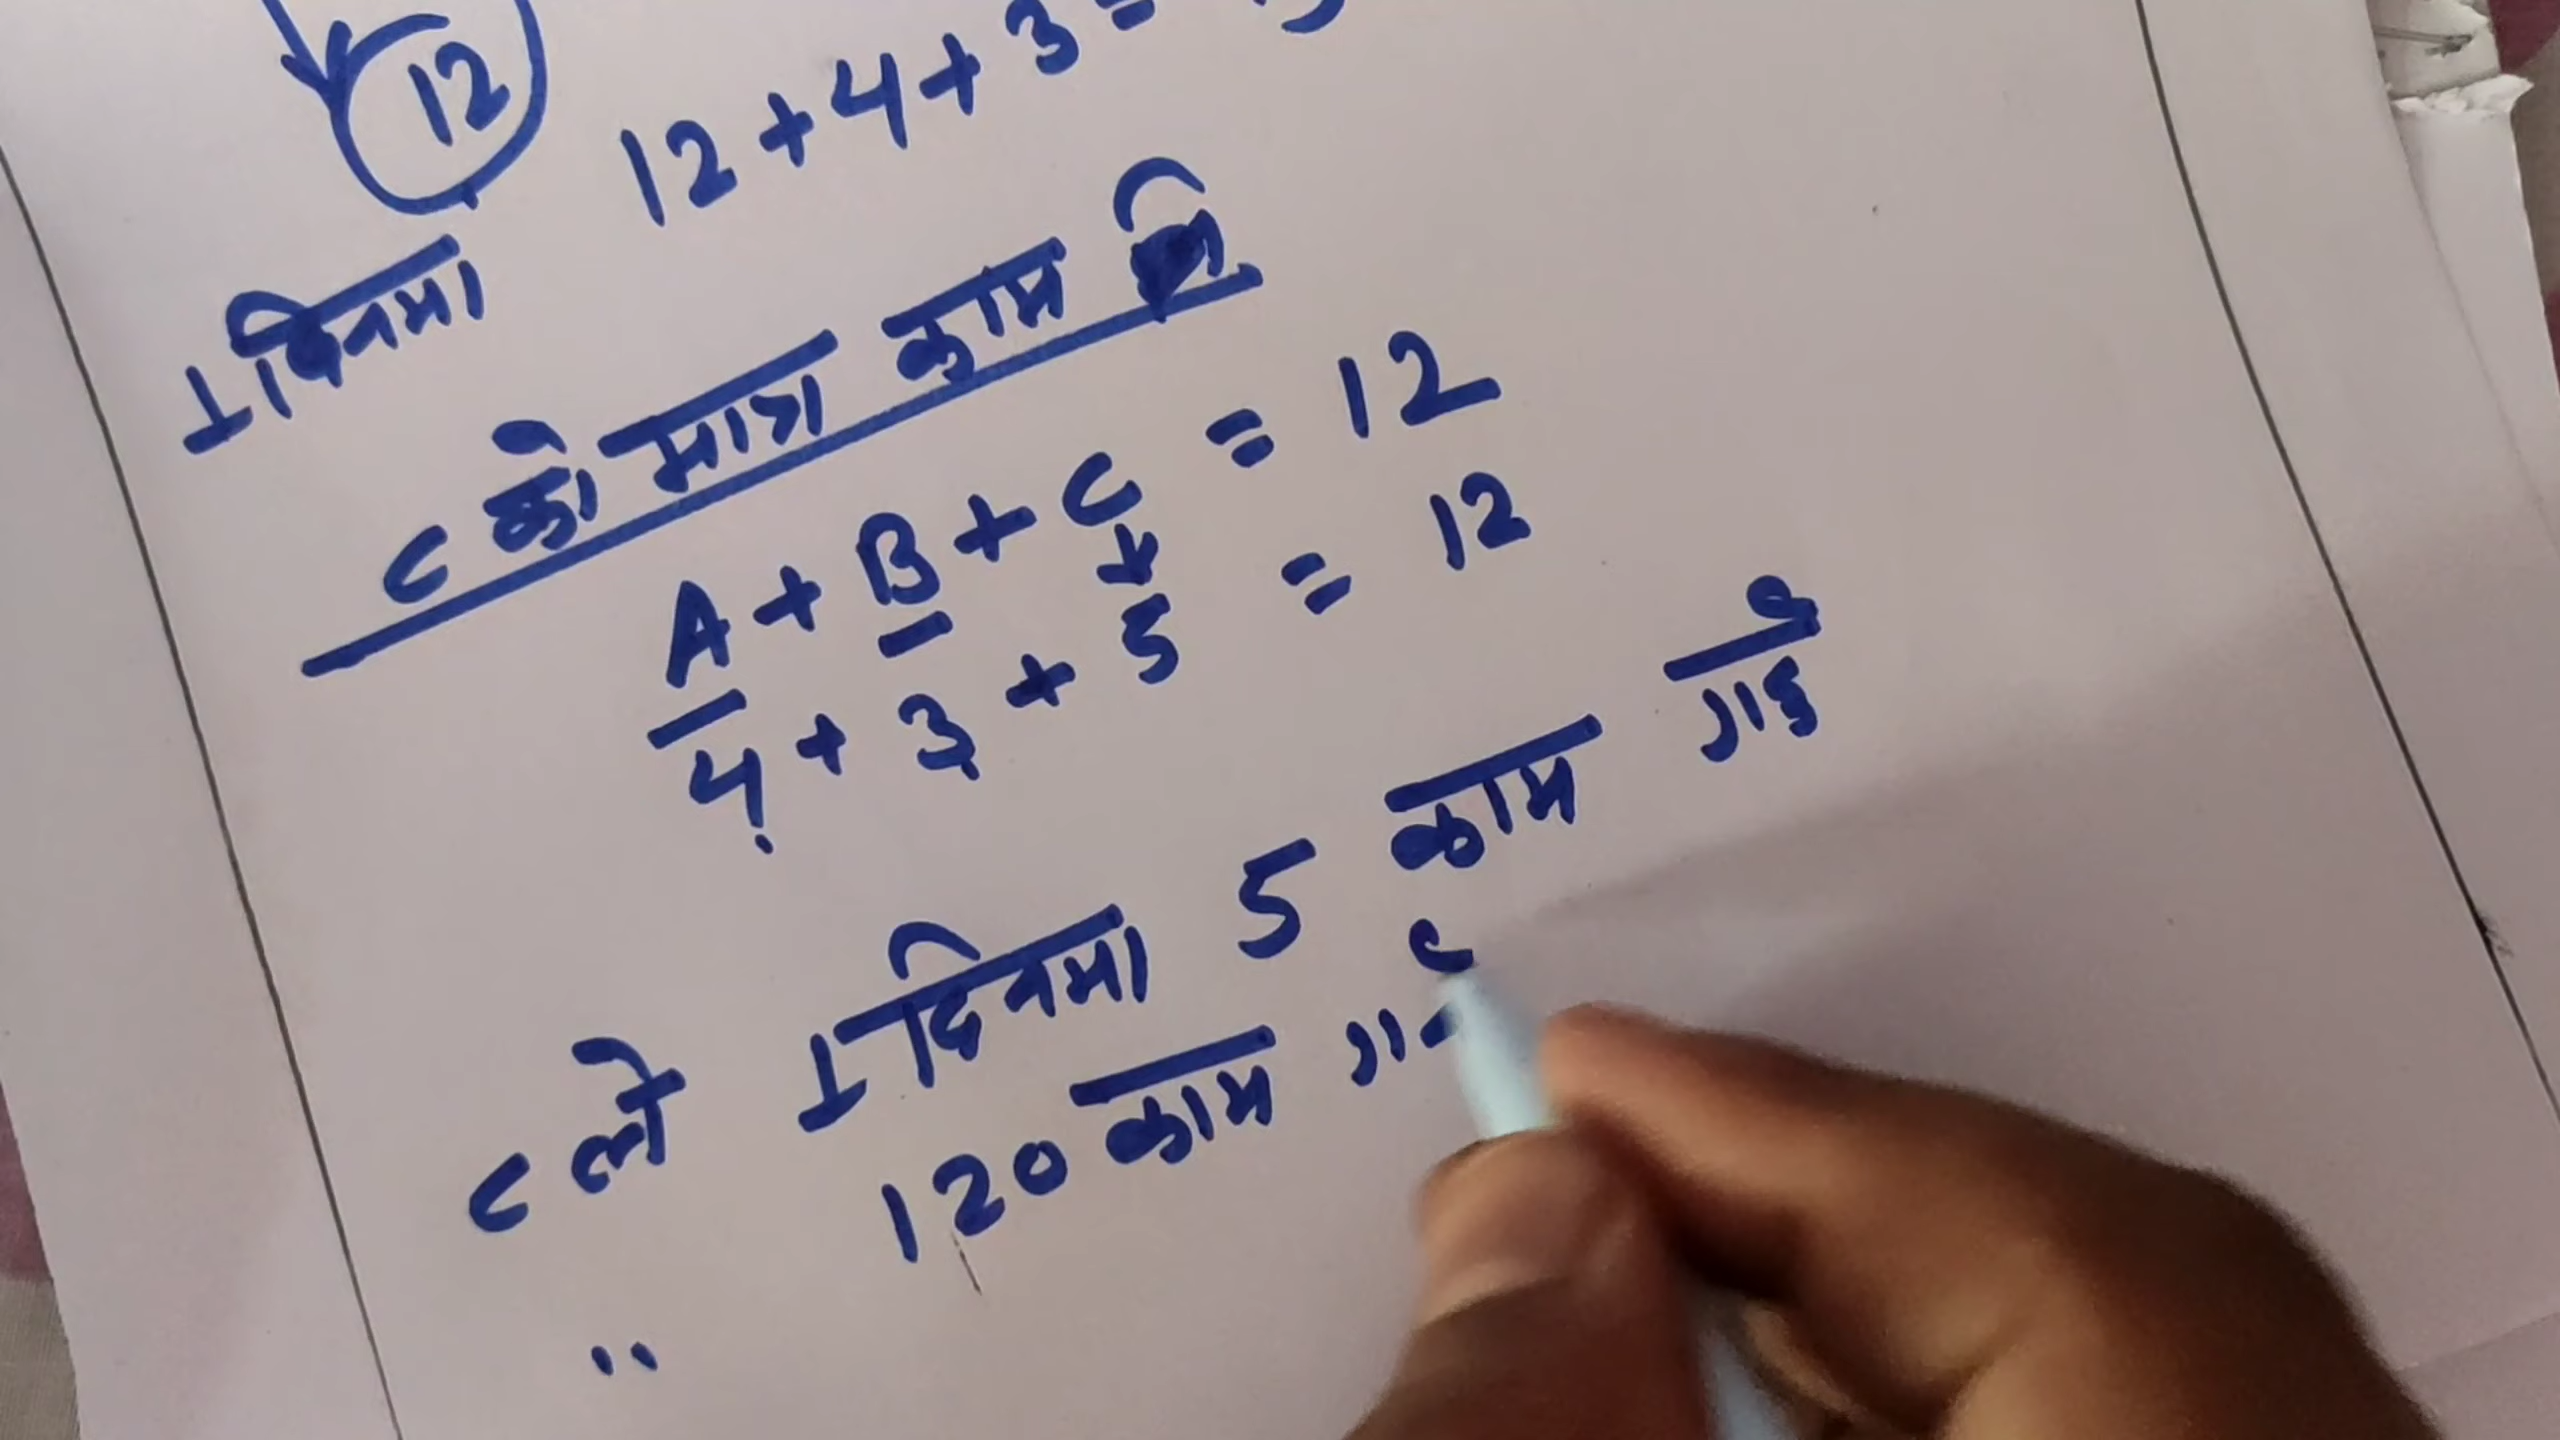 12
12+4+3=
1 दिनमा
C को मात्र काम
A+B+C = 12
4+3+5 = 12
C ले 1 दिनमा 5 काम गर्दै
.. 120 काम